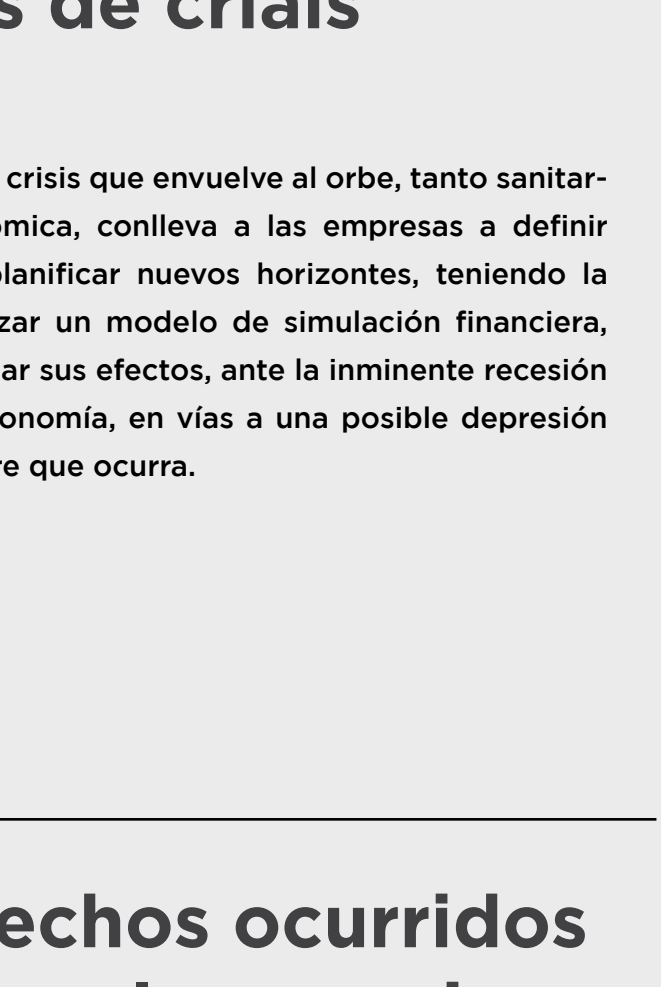 s de criais
crisis que envuelve al orbe, tanto sanitar-
ómica, conlleva a las empresas a definir
planificar nuevos horizontes, teniendo la
zar un modelo de simulación financiera,
ar sus efectos, ante la inminente recesión
onomía, en vías a una posible depresión
re que ocurra.
echos ocurridos